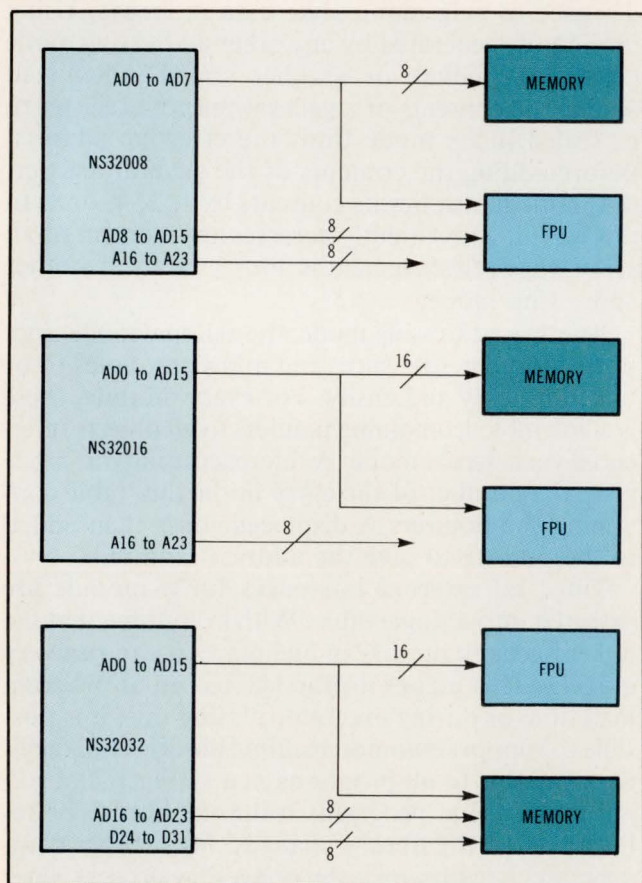 AD0 to AD7
8
MEMORY
NS32008
AD8 to AD15
8
FPU
A16 to A23
8
AD0 to AD15
16
MEMORY
NS32016
A16 to A23
8
FPU
AD0 to AD15
16
FPU
NS32032
AD16 to AD23
8
MEMORY
D24 to D31
8